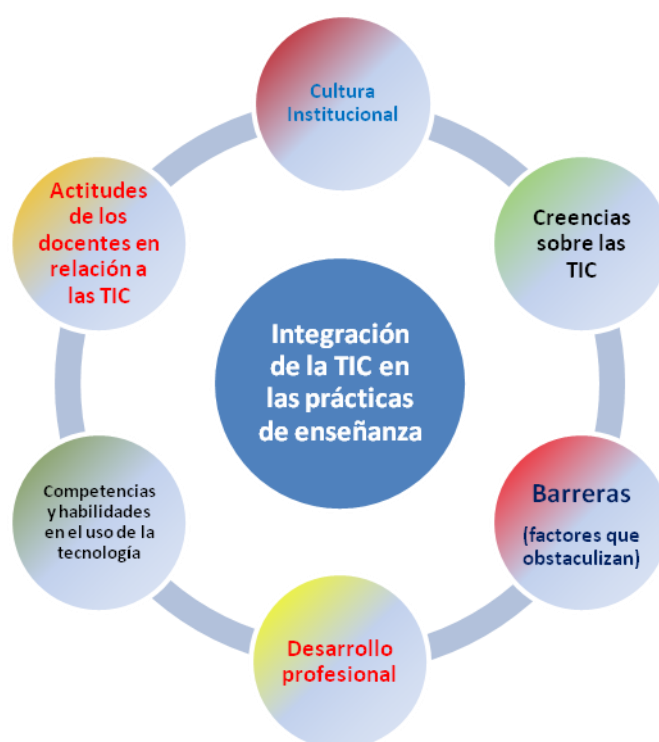 Cultura
Institucional
Creencias
sobre las
TIC
Barreras
(factores que
obstaculizan)
Desarrollo
profesional
Competencias
y habilidades
en el uso de la
tecnología
Actitudes
de los
docentes en
relación a
las TIC
Integración
de la TIC en
las prácticas
de enseñanza